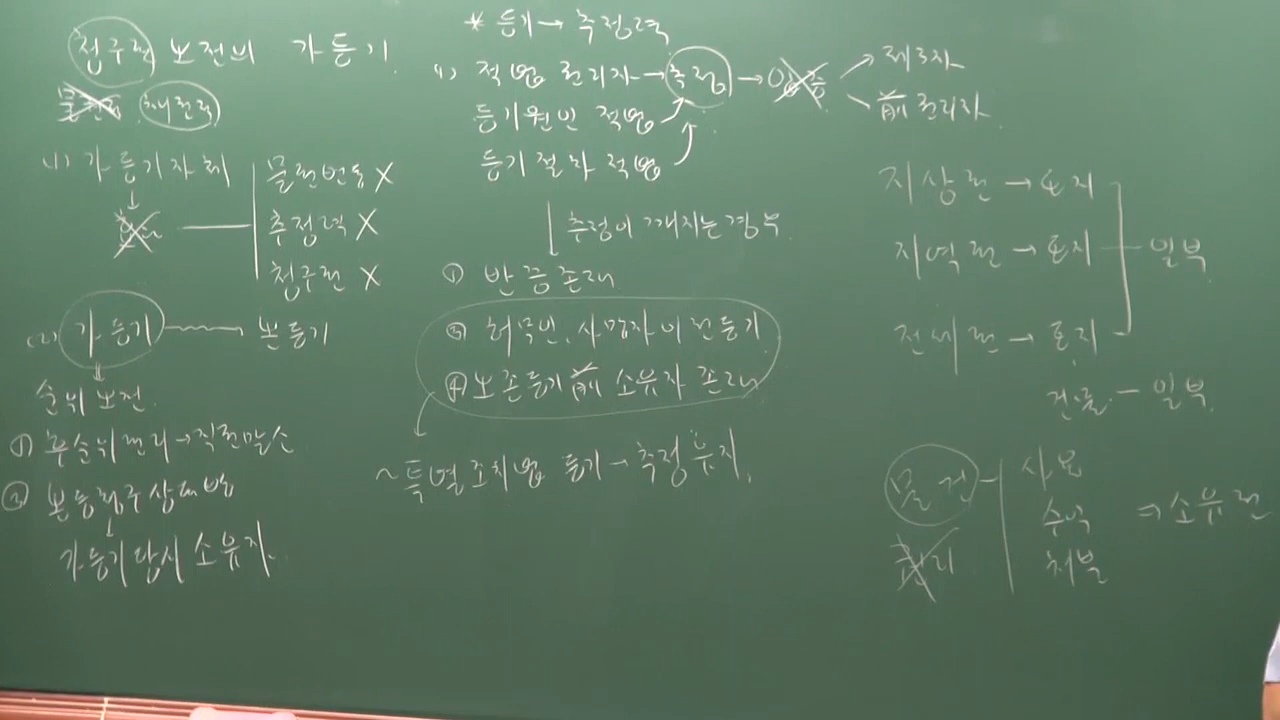 청구권 보전의 가등기
물권 채권적
(1) 가등기 자체
물권변동 X
추정력 X
청구권 X
(2) 가등기 본등기
순위 보전
① 후순위권리→직권말소
② 본등기청구 상대방
↓
가등기 당시 소유자
* 등기→추정력
(1) 적법 권리자→추정→입증 제3자
前권리자
등기원인 적법
등기절차 적법
추정이 깨지는 경우
① 반증 존재
③ 허무인, 사망자 이전등기
④ 보존등기 前소유자 존재
~특별조치법 등기→추정 유지.
지상권→토지
지역권→토지 일부
전세권→토지
건물 - 일부
물건 사용
수익 ⇒소유권
권리 처분